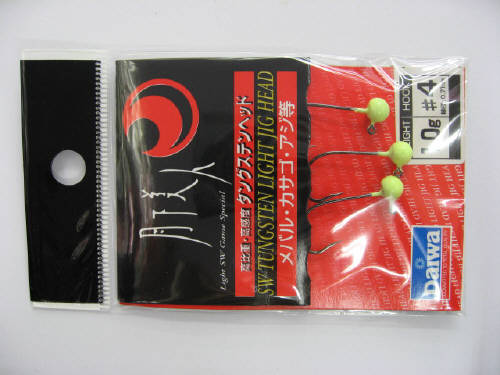 月下美人
Light SW Game Special
高比重・高感度 タングステンヘッド
SW TUNGSTEN LIGHT JIG HEAD
メバル・カサゴ・アジ等
HOOK
1.0g #4
Daiwa